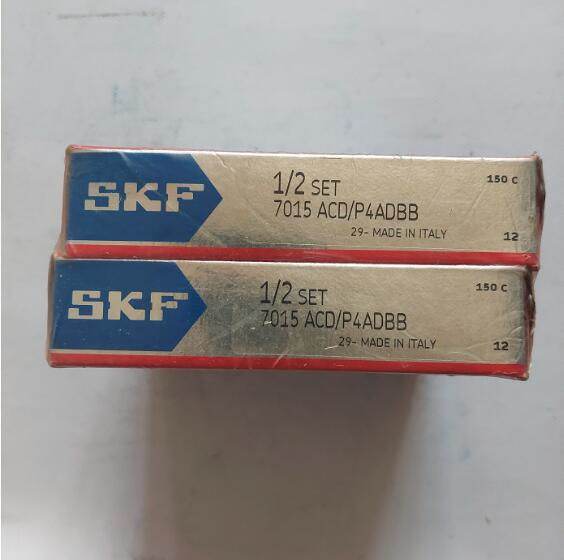 SKF
1/2 SET
150 C
7015 ACD/P4ADBB
29- MADE IN ITALY
12
SKF
1/2 SET
150 C
7015 ACD/P4ADBB
29- MADE IN ITALY
12